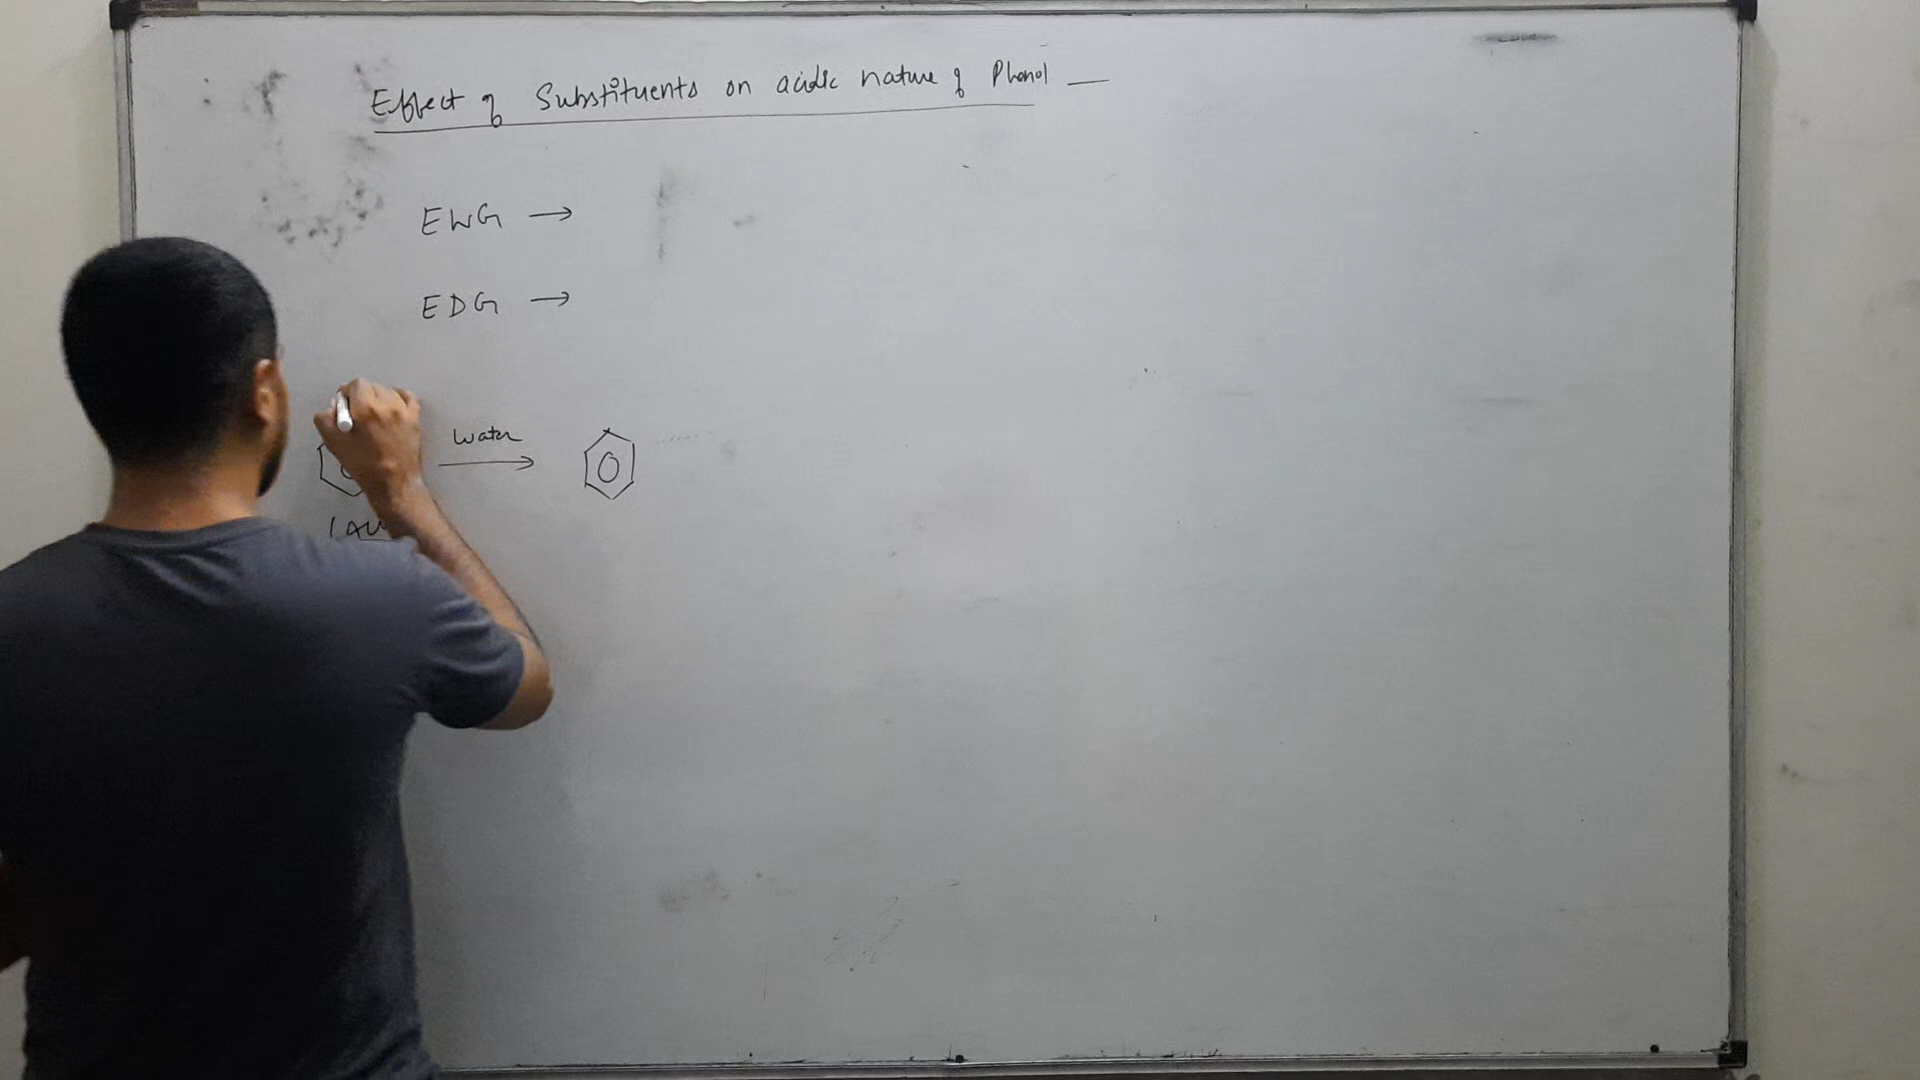 Effect of Substituents on acidic nature of Phenol —
EWG →
EDG →
Water